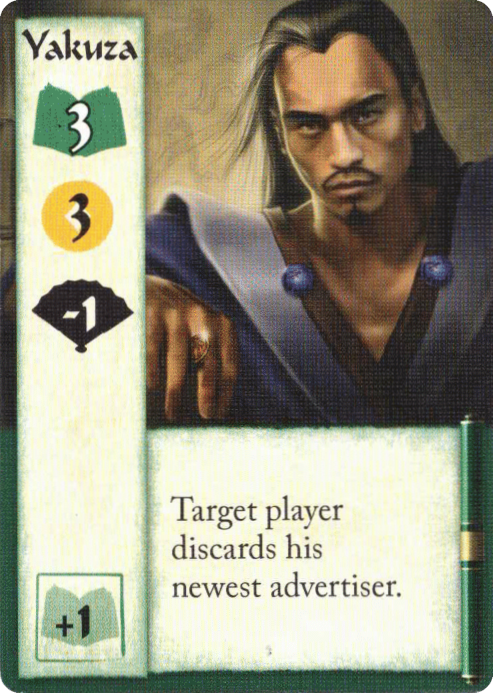 Yakuza
3
3
-1
Target player
discards his
newest advertiser.
+1